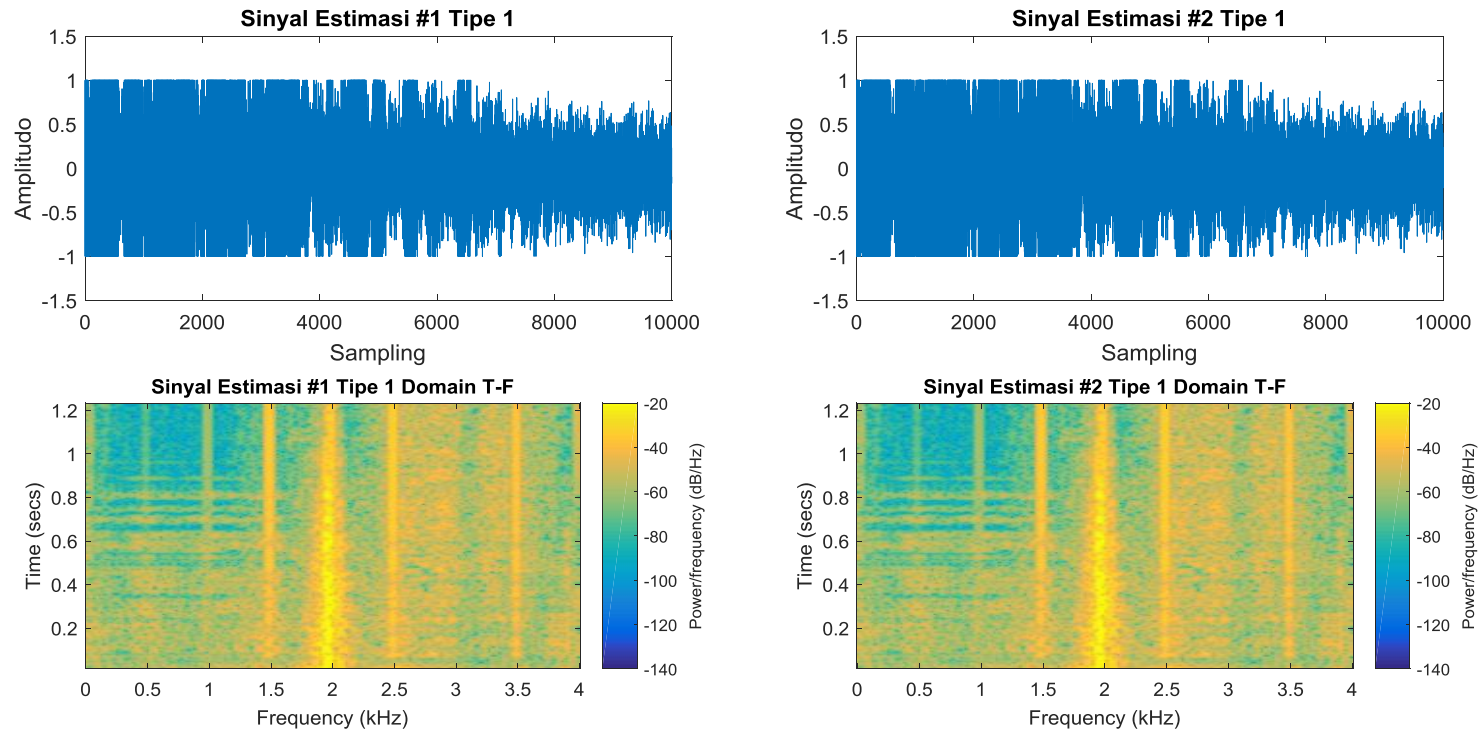 Sinyal Estimasi #1 Tipe 1
1.5
1
0.5
0
-0.5
-1
-1.5
Amplitudo
0 2000 4000 6000 8000 10000
Sampling
Sinyal Estimasi #2 Tipe 1
1.5
1
0.5
0
-0.5
-1
-1.5
Amplitudo
0 2000 4000 6000 8000 10000
Sampling
Sinyal Estimasi #1 Tipe 1 Domain T-F
1.2
1
0.8
0.6
0.4
0.2
Time (secs)
0 0.5 1 1.5 2 2.5 3 3.5 4
Frequency (kHz)
-20
-40
-60
-80
-100
-120
-140
Power/frequency (dB/Hz)
Sinyal Estimasi #2 Tipe 1 Domain T-F
1.2
1
0.8
0.6
0.4
0.2
Time (secs)
0 0.5 1 1.5 2 2.5 3 3.5 4
Frequency (kHz)
-20
-40
-60
-80
-100
-120
-140
Power/frequency (dB/Hz)